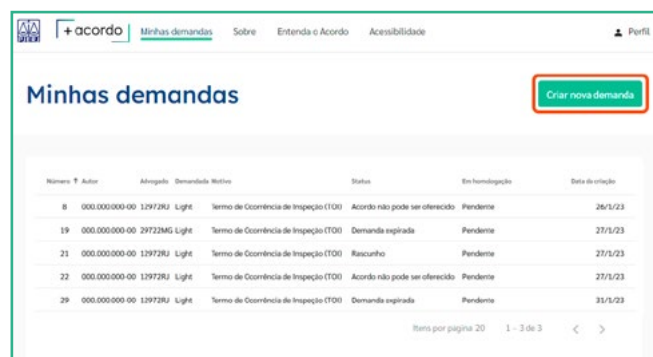 PJERJ
+acordo Minhas demandas Sobre Entenda o Acordo Acessibilidade Perfil
Minhas demandas
Criar nova demanda
Número ↑ Autor Advogado Demandada Motivo Status Em homologação Data da criação
8 000.000.000-00 12972RJ Light Termo de Ocorrência de Inspeção (TOI) Acordo não pode ser oferecido Pendente 26/1/23
19 000.000.000-00 29722MG Light Termo de Ocorrência de Inspeção (TOI) Demanda expirada Pendente 27/1/23
21 000.000.000-00 12972RJ Light Termo de Ocorrência de Inspeção (TOI) Rascunho Pendente 27/1/23
22 000.000.000-00 12972RJ Light Termo de Ocorrência de Inspeção (TOI) Acordo não pode ser oferecido Pendente 27/1/23
29 000.000.000-00 12972RJ Light Termo de Ocorrência de Inspeção (TOI) Demanda expirada Pendente 31/1/23
Itens por pagina 20 1 - 3 de 3